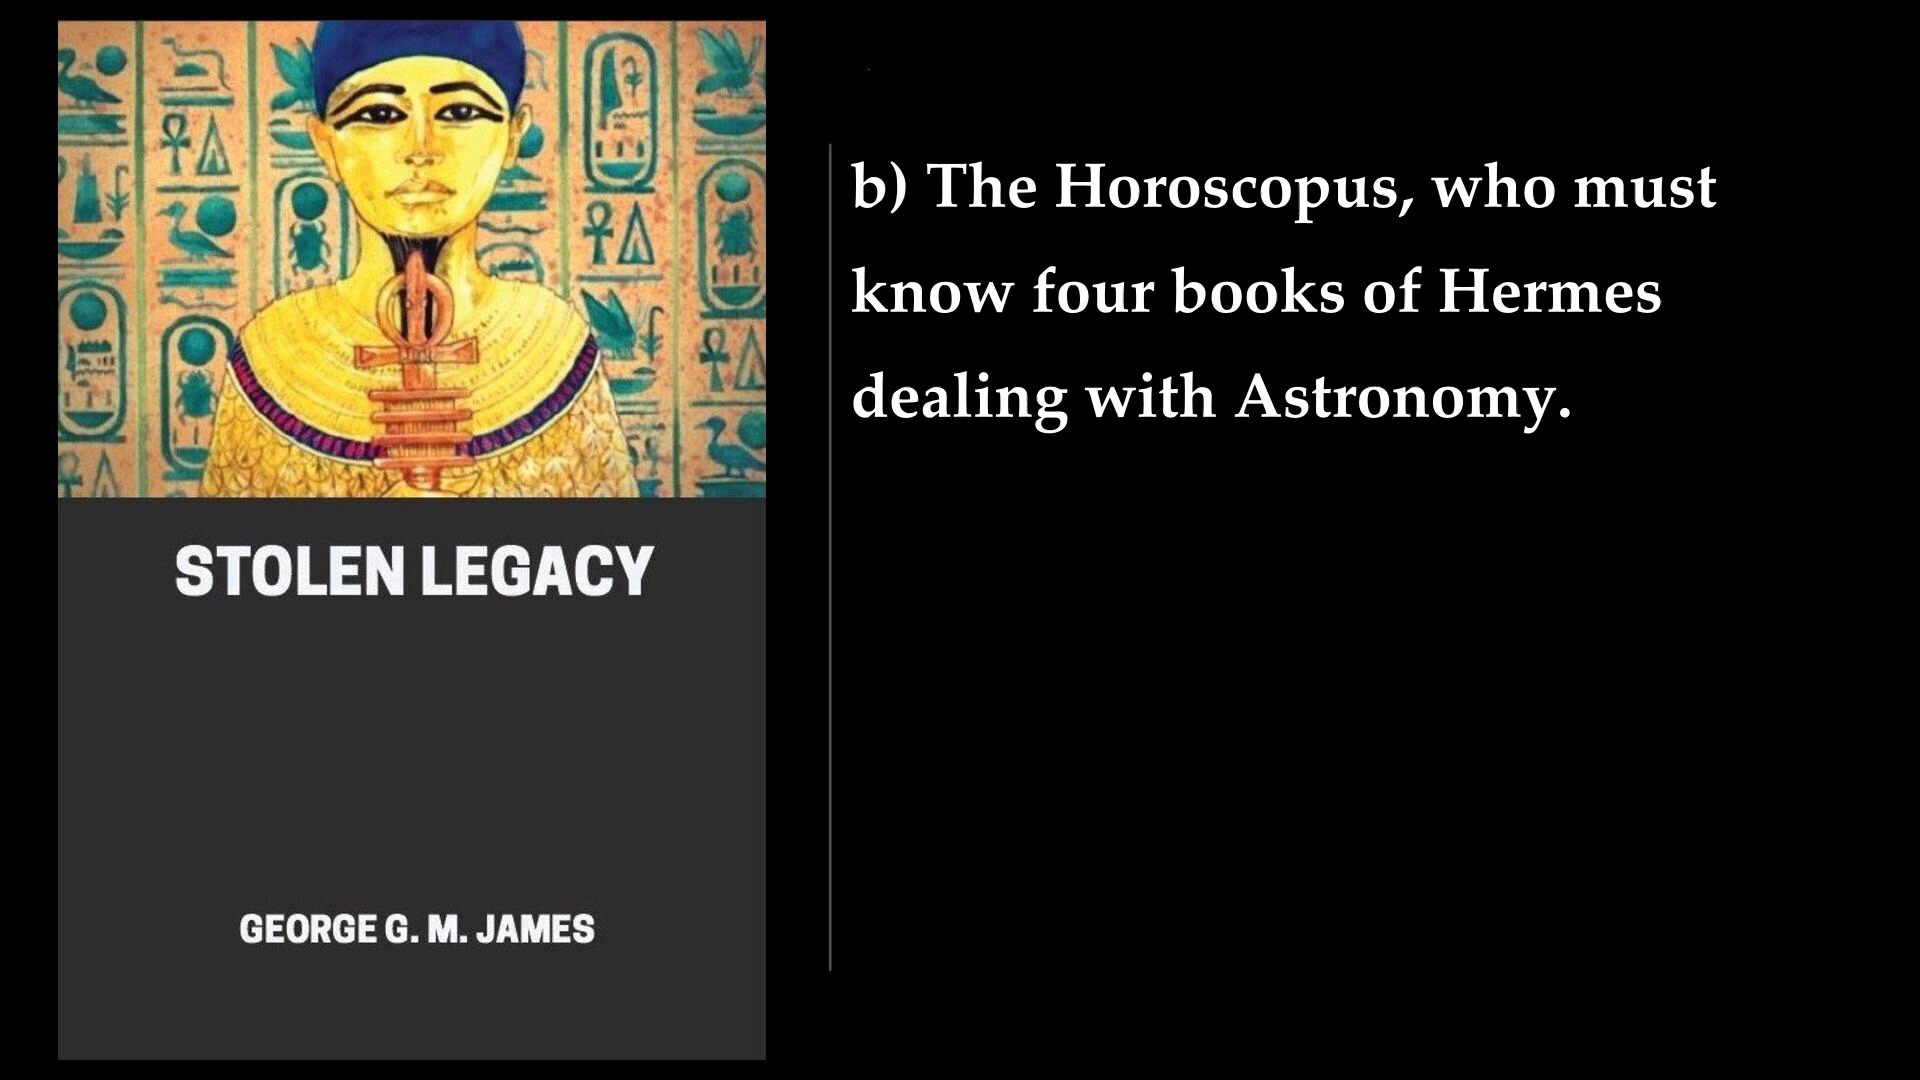 STOLEN LEGACY
GEORGE G. M. JAMES
b) The Horoscopus, who must
know four books of Hermes
dealing with Astronomy.